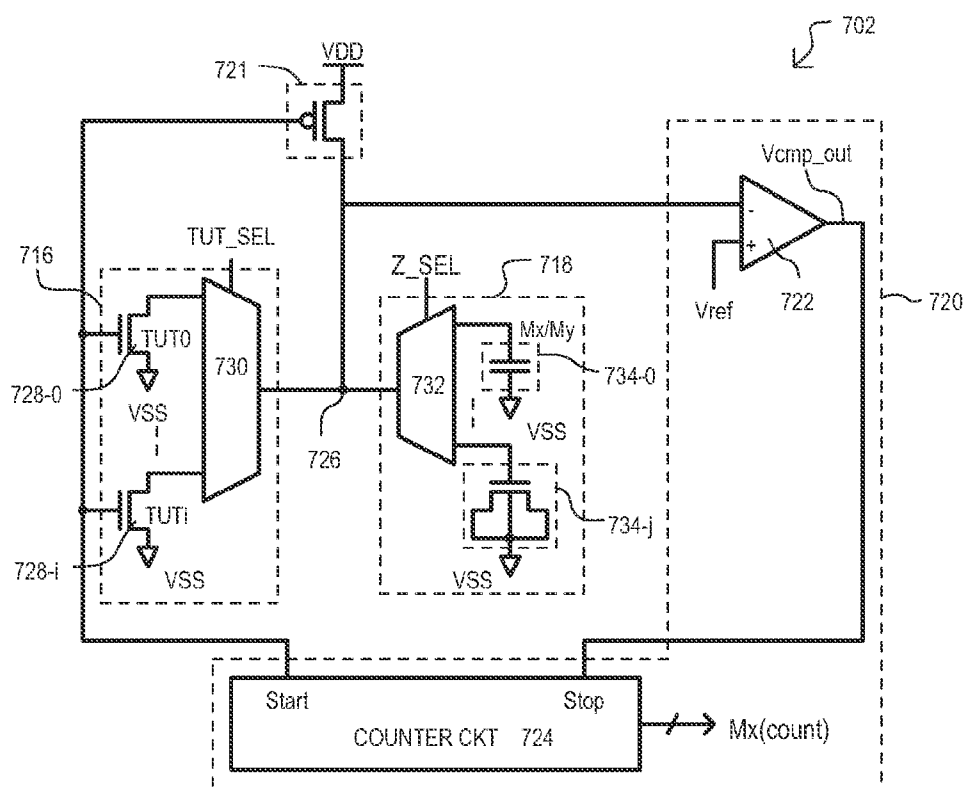 702
VDD
721
Vcmp_out
716
TUT_SEL
Z_SEL
718
-
+
722
720
Vref
TUT0
730
Mx/My
732
734-0
728-0
VSS
VSS
726
TUTi
734-j
728-i
VSS
VSS
Start
Stop
COUNTER CKT 724
Mx(count)